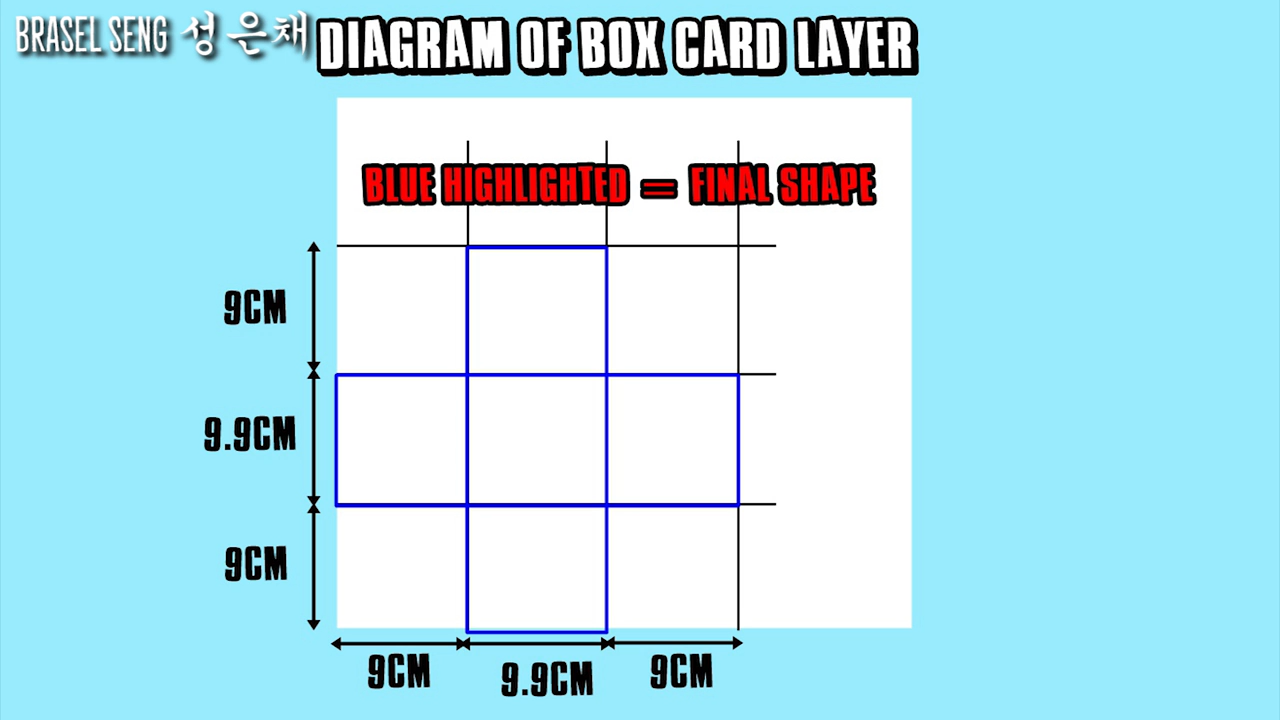 BRASEL SENG 성은채
DIAGRAM OF BOX CARD LAYER
BLUE HIGHLIGHTED = FINAL SHAPE
9CM
9.9CM
9CM
9CM
9.9CM
9CM